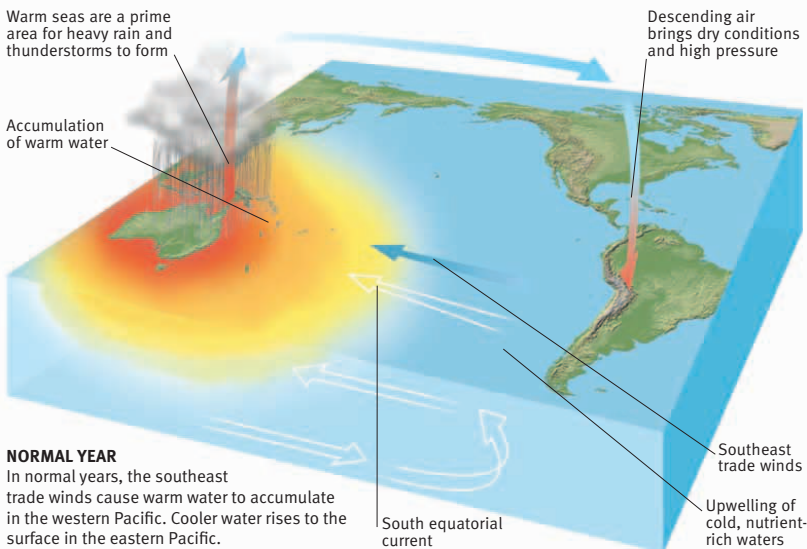 Warm seas are a prime
area for heavy rain and
thunderstorms to form
Descending air
brings dry conditions
and high pressure
Accumulation
of warm water
NORMAL YEAR
In normal years, the southeast
trade winds cause warm water to accumulate
in the western Pacific. Cooler water rises to the
surface in the eastern Pacific.
South equatorial
current
Southeast
trade winds
Upwelling of
cold, nutrient-
rich waters